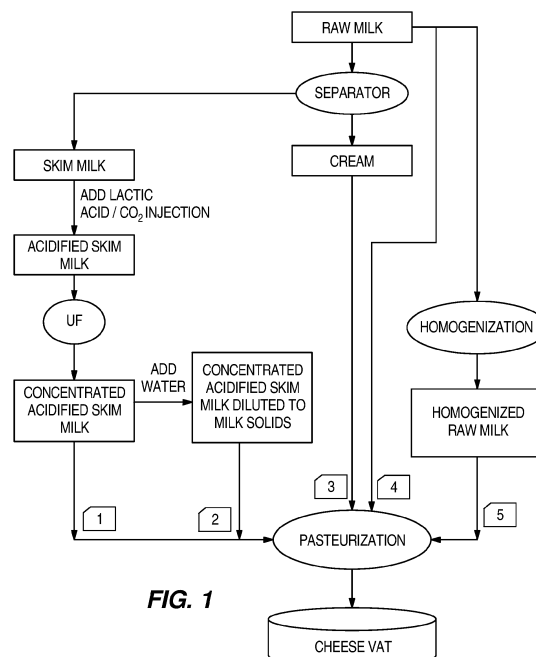 RAW MILK
SEPARATOR
SKIM MILK
CREAM
ADD LACTIC
ACID / CO2 INJECTION
ACIDIFIED SKIM
MILK
UF
HOMOGENIZATION
CONCENTRATED
ACIDIFIED SKIM
MILK
ADD
WATER
CONCENTRATED
ACIDIFIED SKIM
MILK DILUTED TO
MILK SOLIDS
HOMOGENIZED
RAW MILK
1
2
3
4
5
PASTEURIZATION
FIG. 1
CHEESE VAT